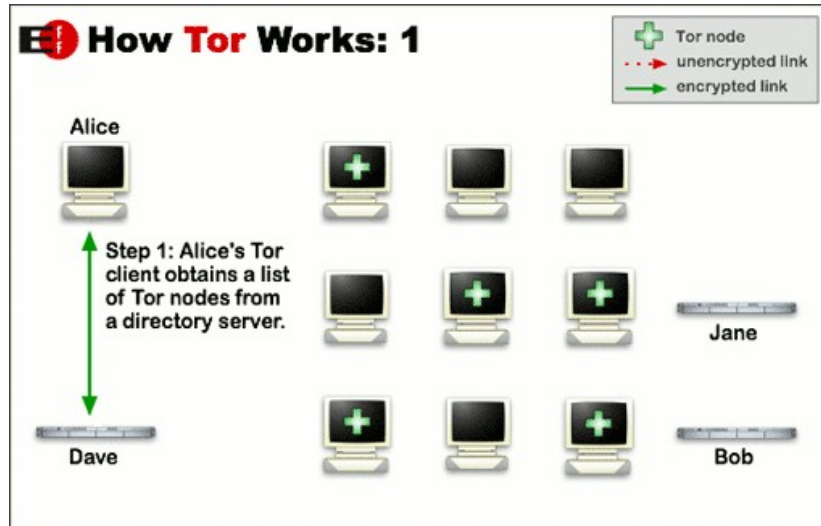 EFF How Tor Works: 1
Tor node
unencrypted link
encrypted link
Alice
Step 1: Alice's Tor
client obtains a list
of Tor nodes from
a directory server.
Jane
Dave
Bob